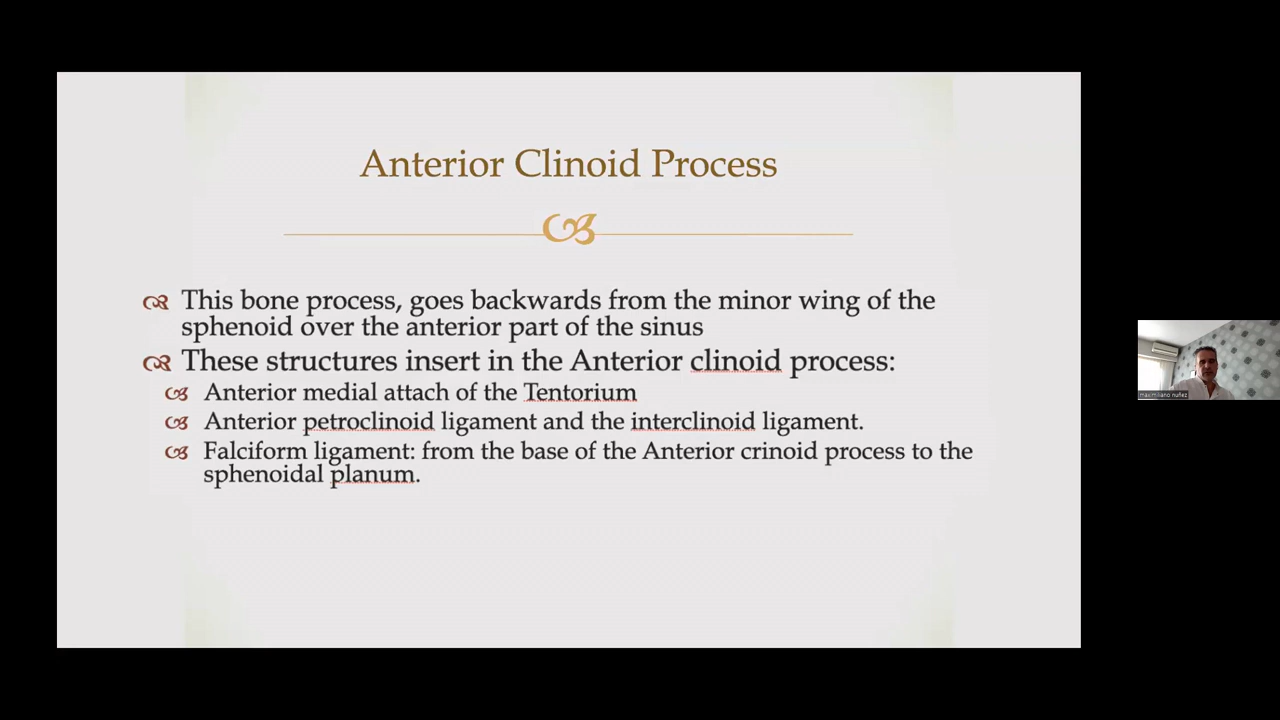 Anterior Clinoid Process
This bone process, goes backwards from the minor wing of the
sphenoid over the anterior part of the sinus
These structures insert in the Anterior clinoid process:
Anterior medial attach of the Tentorium
Anterior petroclinoid ligament and the interclinoid ligament.
Falciform ligament: from the base of the Anterior crinoid process to the
sphenoidal planum.
maximiliano nuñez